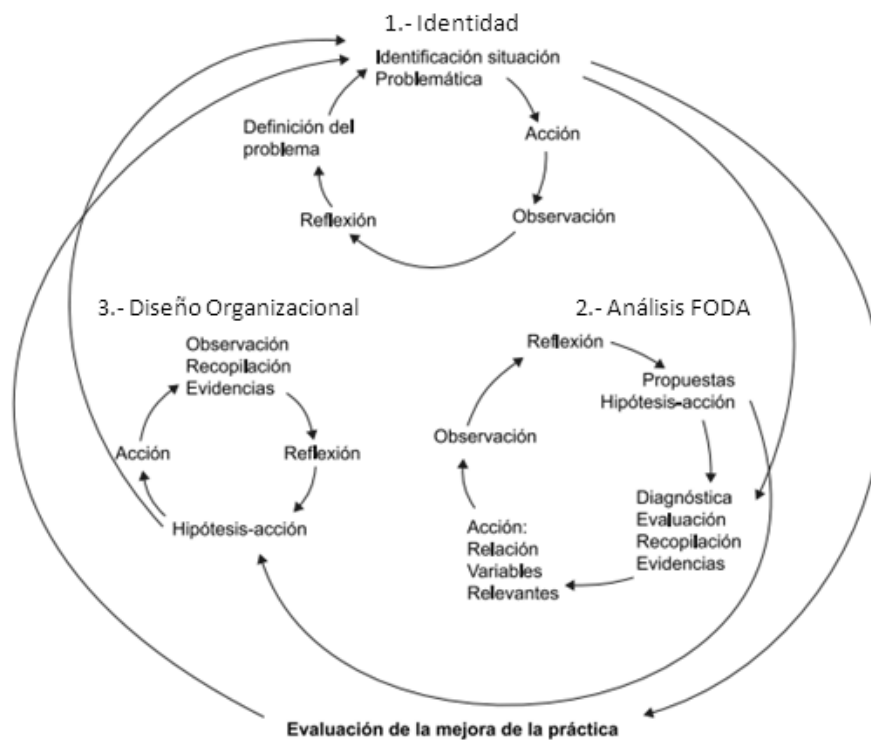 1.- Identidad
Identificación situación
Problemática
Acción
Observación
Reflexión
Definición del
problema
3.- Diseño Organizacional
Observación
Recopilación
Evidencias
Reflexión
Hipótesis-acción
Acción
2.- Análisis FODA
Reflexión
Propuestas
Hipótesis-acción
Diagnóstica
Evaluación
Recopilación
Evidencias
Acción:
Relación
Variables
Relevantes
Observación
Evaluación de la mejora de la práctica